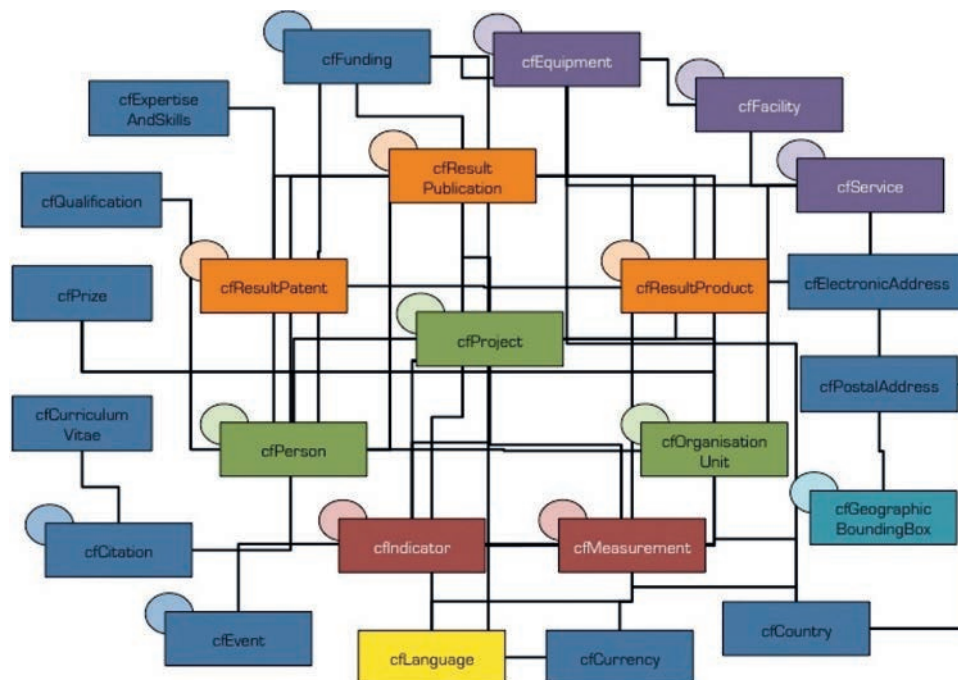 cfFunding
cfEquipment
cfExpertise
AndSkills
cfFacility
cfResult
Publication
cfQualification
cfService
cfResultPatent
cfResultProduct
cfPrize
cfElectronicAddress
cfProject
cfPostalAddress
cfCurriculum
Vitae
cfPerson
cfOrganisation
Unit
cfGeographic
BoundingBox
cfIndicator
cfMeasurement
cfCitation
cfEvent
cfLanguage
cfCurrency
cfCountry